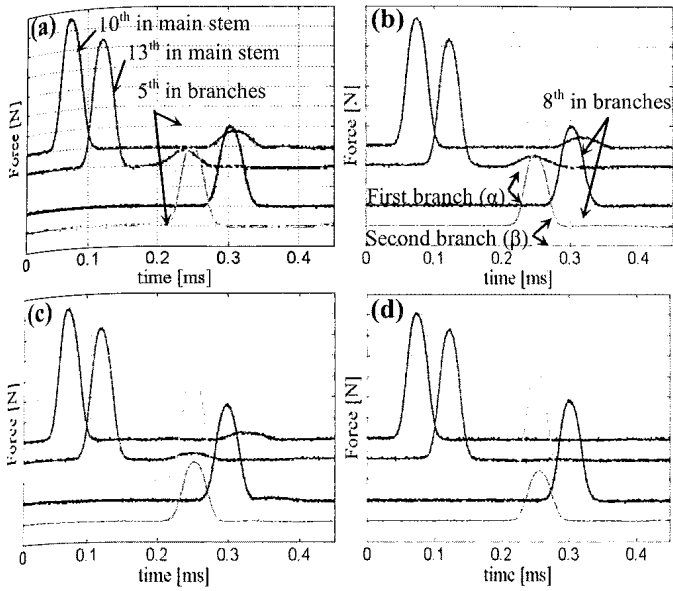 (a)
10th in main stem
13th in main stem
5th in branches
Force [N]
0 0.1 0.2 0.3 0.4
time [ms]
(b)
8th in branches
First branch (α)
Second branch (β)
Force [N]
0 0.1 0.2 0.3 0.4
time [ms]
(c)
Force [N]
0 0.1 0.2 0.3 0.4
time [ms]
(d)
Force [N]
0 0.1 0.2 0.3 0.4
time [ms]